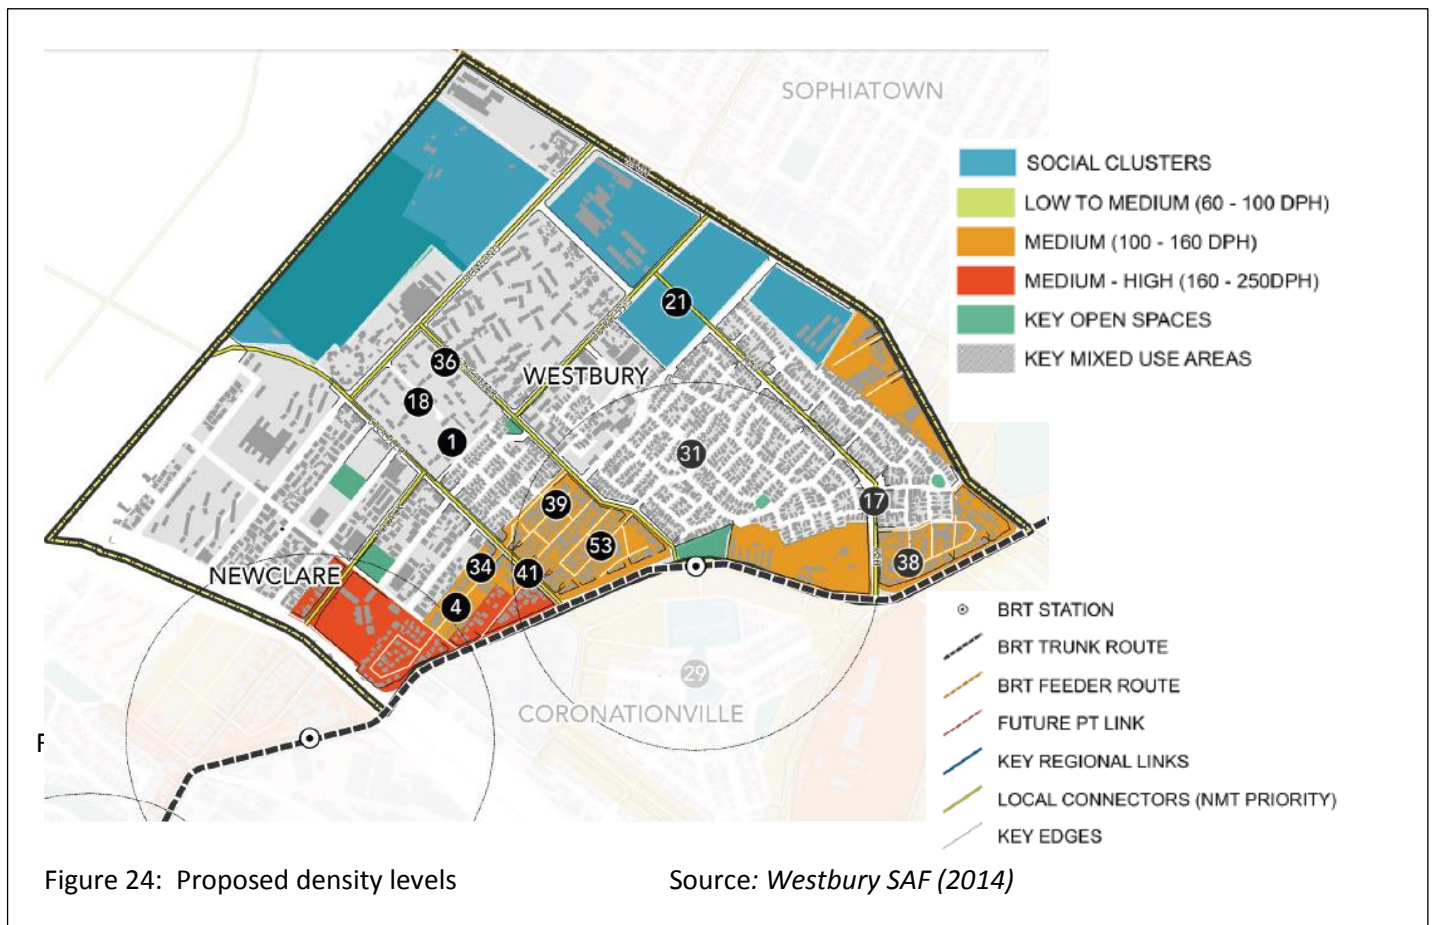 SOPHIATOWN
SOCIAL CLUSTERS
LOW TO MEDIUM (60 - 100 DPH)
MEDIUM (100 - 160 DPH)
MEDIUM - HIGH (160 - 250DPH)
KEY OPEN SPACES
KEY MIXED USE AREAS
21
36
WESTBURY
18
1
31
39
17
53
34
41
38
NEWCLARE
4
29
CORONATIONVILLE
BRT STATION
BRT TRUNK ROUTE
BRT FEEDER ROUTE
FUTURE PT LINK
KEY REGIONAL LINKS
LOCAL CONNECTORS (NMT PRIORITY)
KEY EDGES
F
Figure 24: Proposed density levels
Source: Westbury SAF (2014)